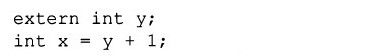 extern int y;
int x = y + 1;